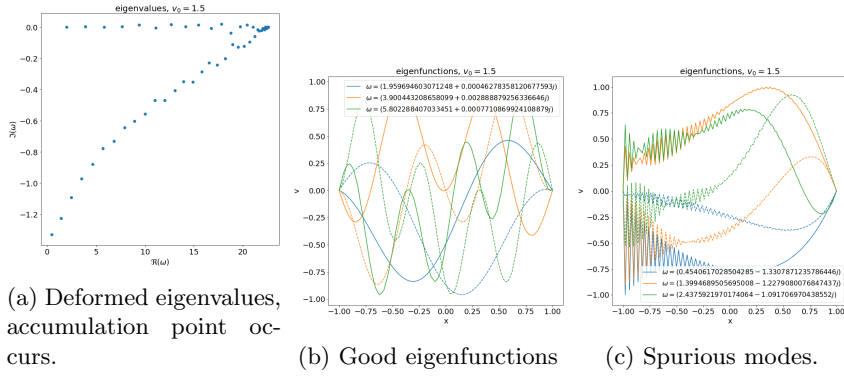 eigenvalues, v₀ = 1.5
0.0
−0.2
−0.4
−0.6
−0.8
−1.0
−1.2
ℑ(ω)
0 5 10 15 20
ℜ(ω)
(a) Deformed eigenvalues,
accumulation point oc-
curs.
eigenfunctions, v₀ = 1.5
ω=(1.959694603071248+0.00046278358120677593j)
ω=(3.900443208658099+0.002888879256336646j)
ω=(5.802288407033451+0.0007710869924108879j)
1.00
0.75
0.50
0.25
0.00
−0.25
−0.50
−0.75
−1.00
v
−1.00 −0.75 −0.50 −0.25 0.00 0.25 0.50 0.75 1.00
x
(b) Good eigenfunctions
eigenfunctions, v₀ = 1.5
1.00
0.75
0.50
0.25
0.00
−0.25
−0.50
−0.75
−1.00
v
ω=(0.4540617028504285−1.3307871235786446j)
ω=(1.3994689505695008−1.2279080076847437j)
ω=(2.4375921970174064−1.091706970438552j)
−1.00 −0.75 −0.50 −0.25 0.00 0.25 0.50 0.75 1.00
x
(c) Spurious modes.